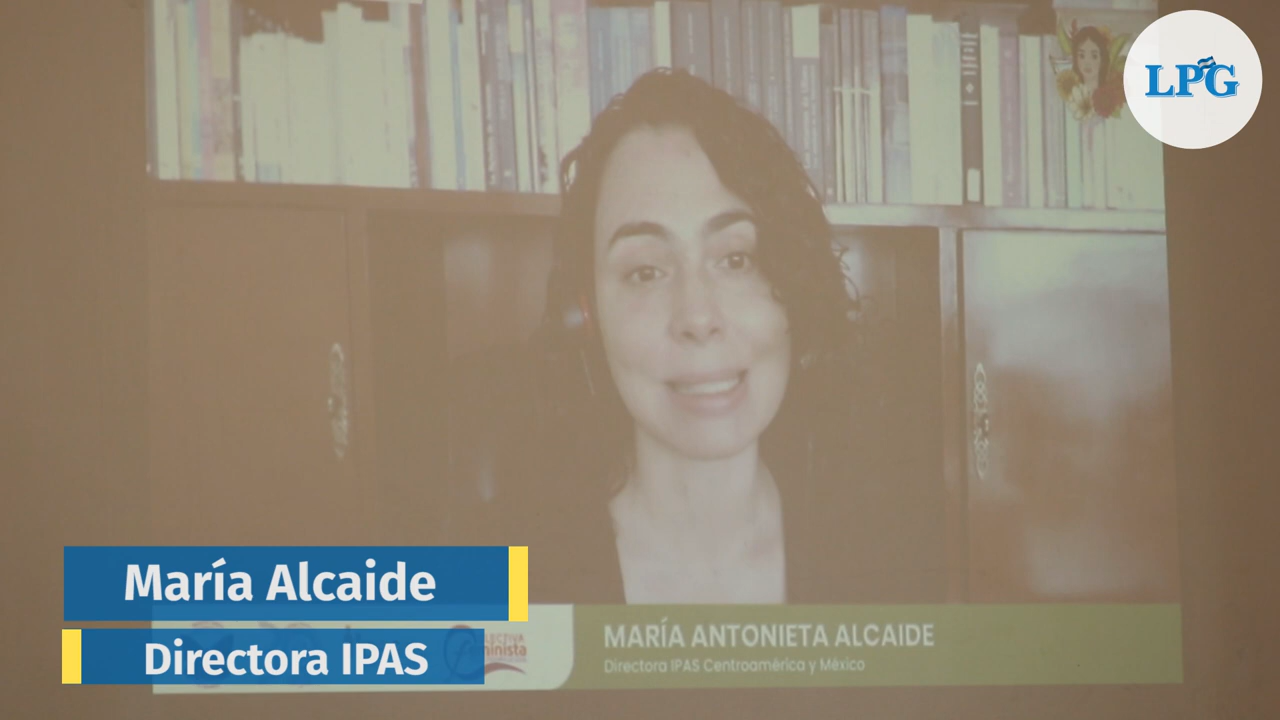 LPG
María Alcaide
Directora IPAS
MARÍA ANTONIETA ALCAIDE
Directora IPAS Centroamérica y México